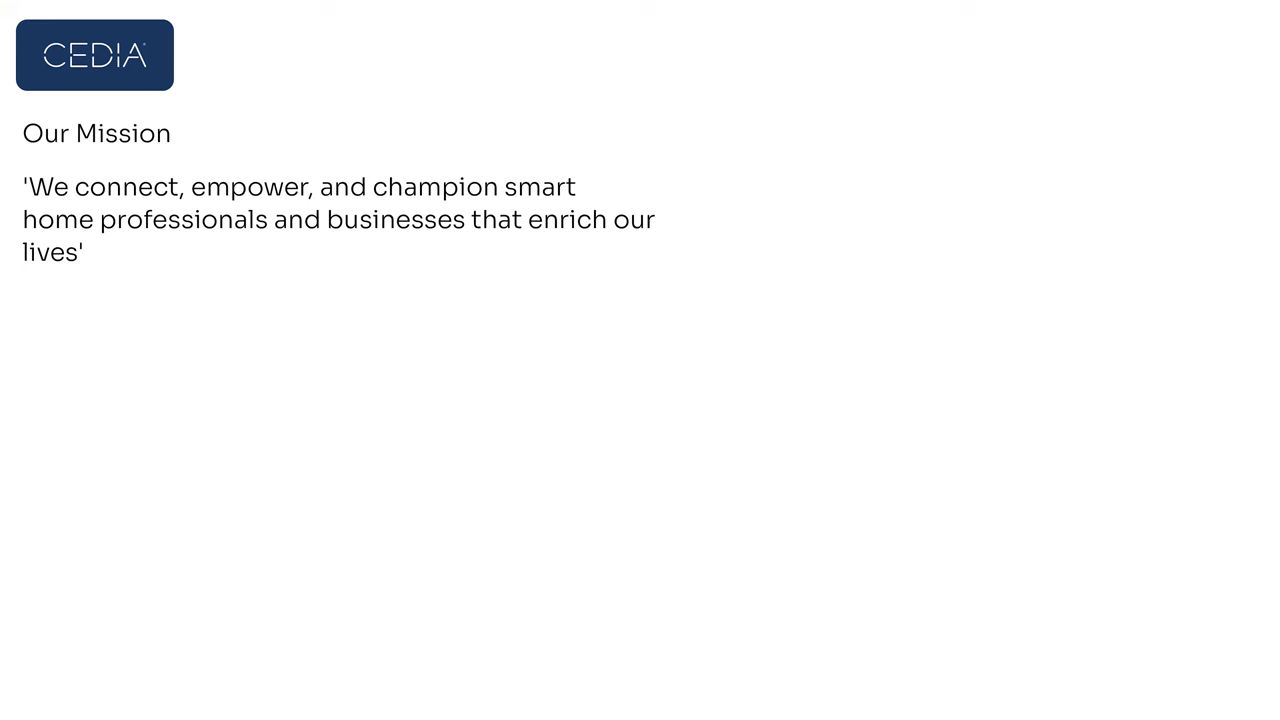 CEDIA
Our Mission
'We connect, empower, and champion smart
home professionals and businesses that enrich our
lives'